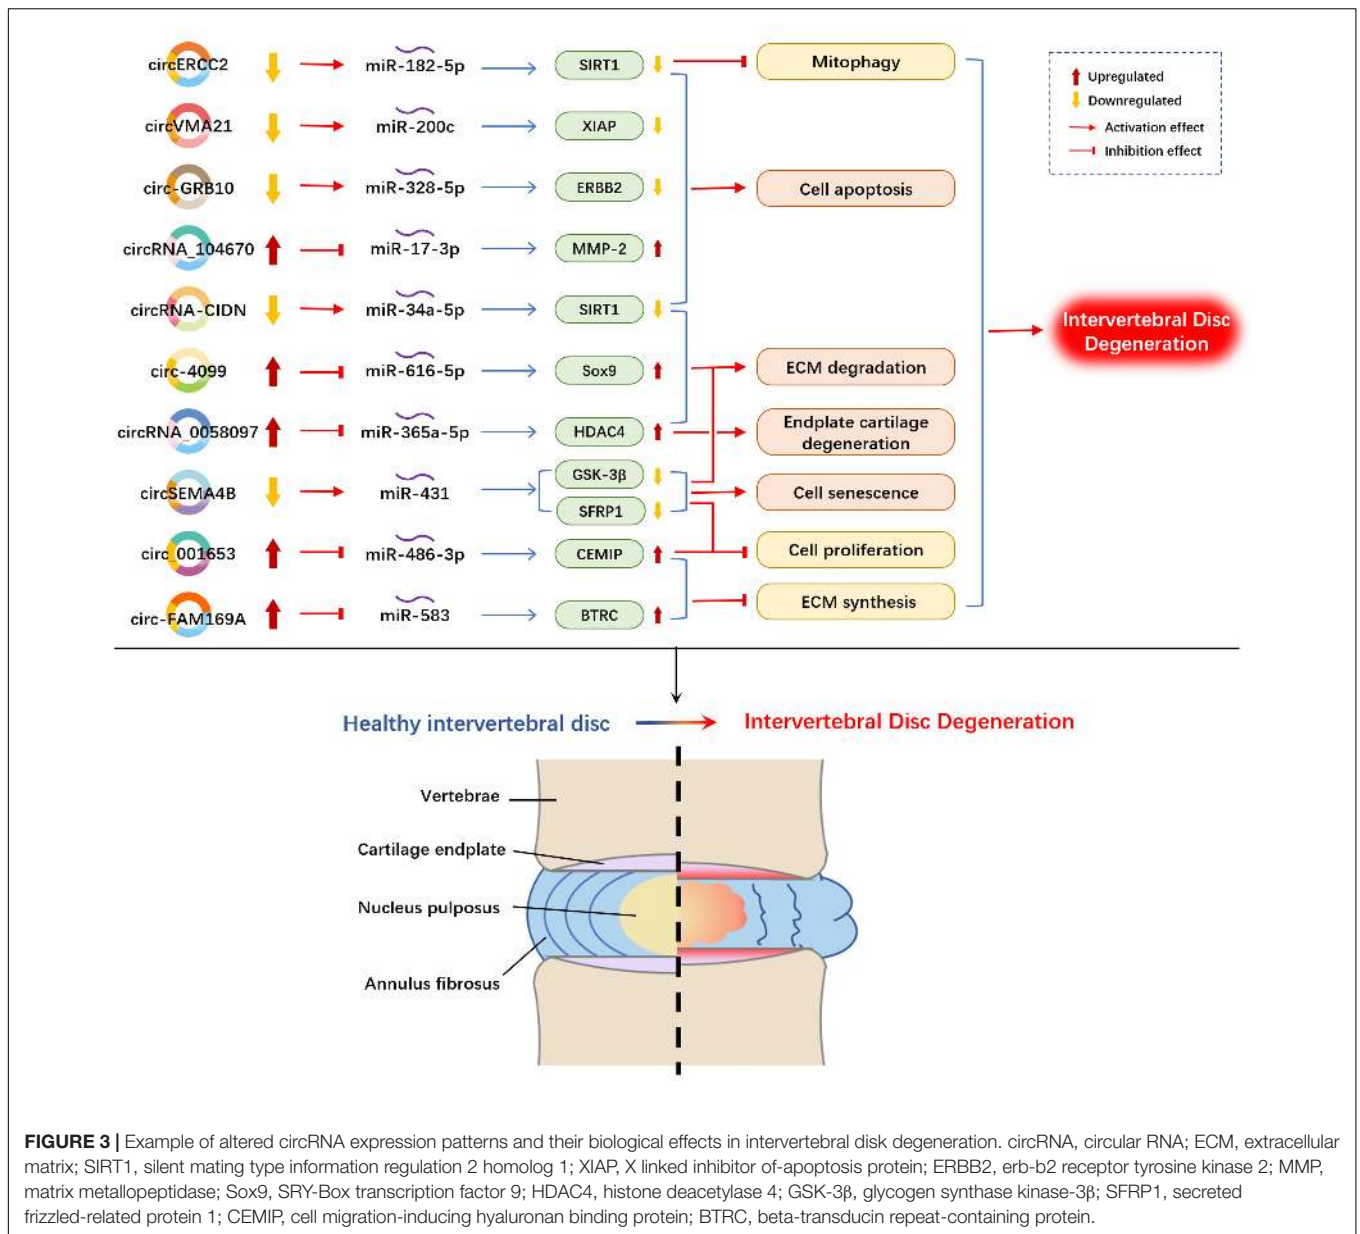 circERCC2 miR-182-5p SIRT1 Mitophagy
circVMA21 miR-200c XIAP
circ-GRB10 miR-328-5p ERBB2 Cell apoptosis
circRNA_104670 miR-17-3p MMP-2
circRNA-CIDN miR-34a-5p SIRT1
circ-4099 miR-616-5p Sox9 ECM degradation
circRNA_0058097 miR-365a-5p HDAC4 Endplate cartilage
degeneration
circSEMA4B miR-431 GSK-3β
SFRP1
Cell senescence
circ_001653 miR-486-3p CEMIP Cell proliferation
circ-FAM169A miR-583 BTRC ECM synthesis
Upregulated
Downregulated
Activation effect
Inhibition effect
Intervertebral Disc
Degeneration
Healthy intervertebral disc Intervertebral Disc Degeneration
Vertebrae
Cartilage endplate
Nucleus pulposus
Annulus fibrosus
FIGURE 3 | Example of altered circRNA expression patterns and their biological effects in intervertebral disk degeneration. circRNA, circular RNA; ECM, extracellular
matrix; SIRT1, silent mating type information regulation 2 homolog 1; XIAP, X linked inhibitor of-apoptosis protein; ERBB2, erb-b2 receptor tyrosine kinase 2; MMP,
matrix metallopeptidase; Sox9, SRY-Box transcription factor 9; HDAC4, histone deacetylase 4; GSK-3β, glycogen synthase kinase-3β; SFRP1, secreted
frizzled-related protein 1; CEMIP, cell migration-inducing hyaluronan binding protein; BTRC, beta-transducin repeat-containing protein.